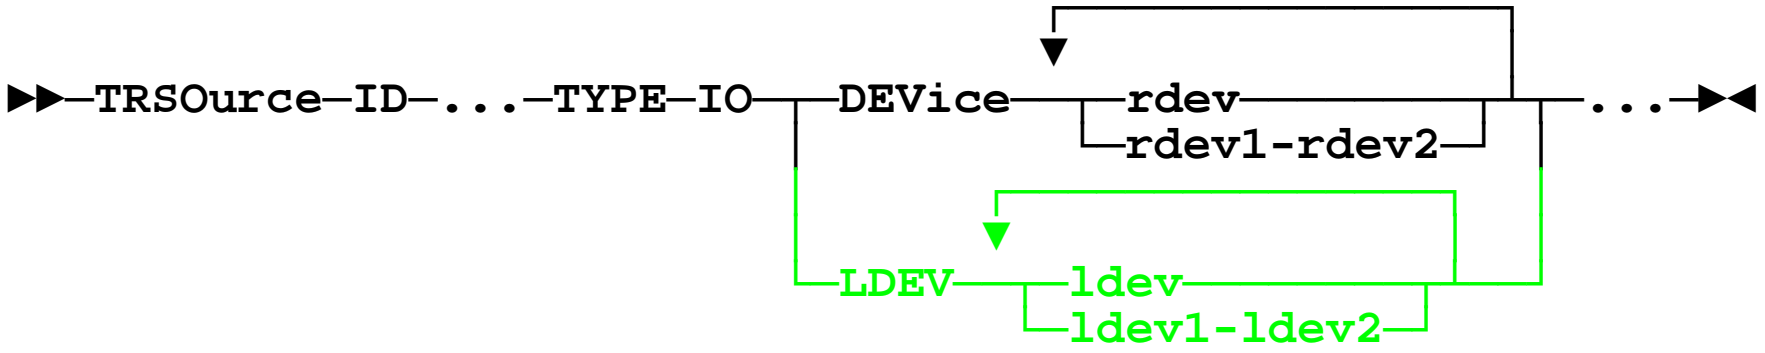 TRSOurce ID ... TYPE IO DEVice rdev ...
rdev1-rdev2
LDEV ldev
ldev1-ldev2